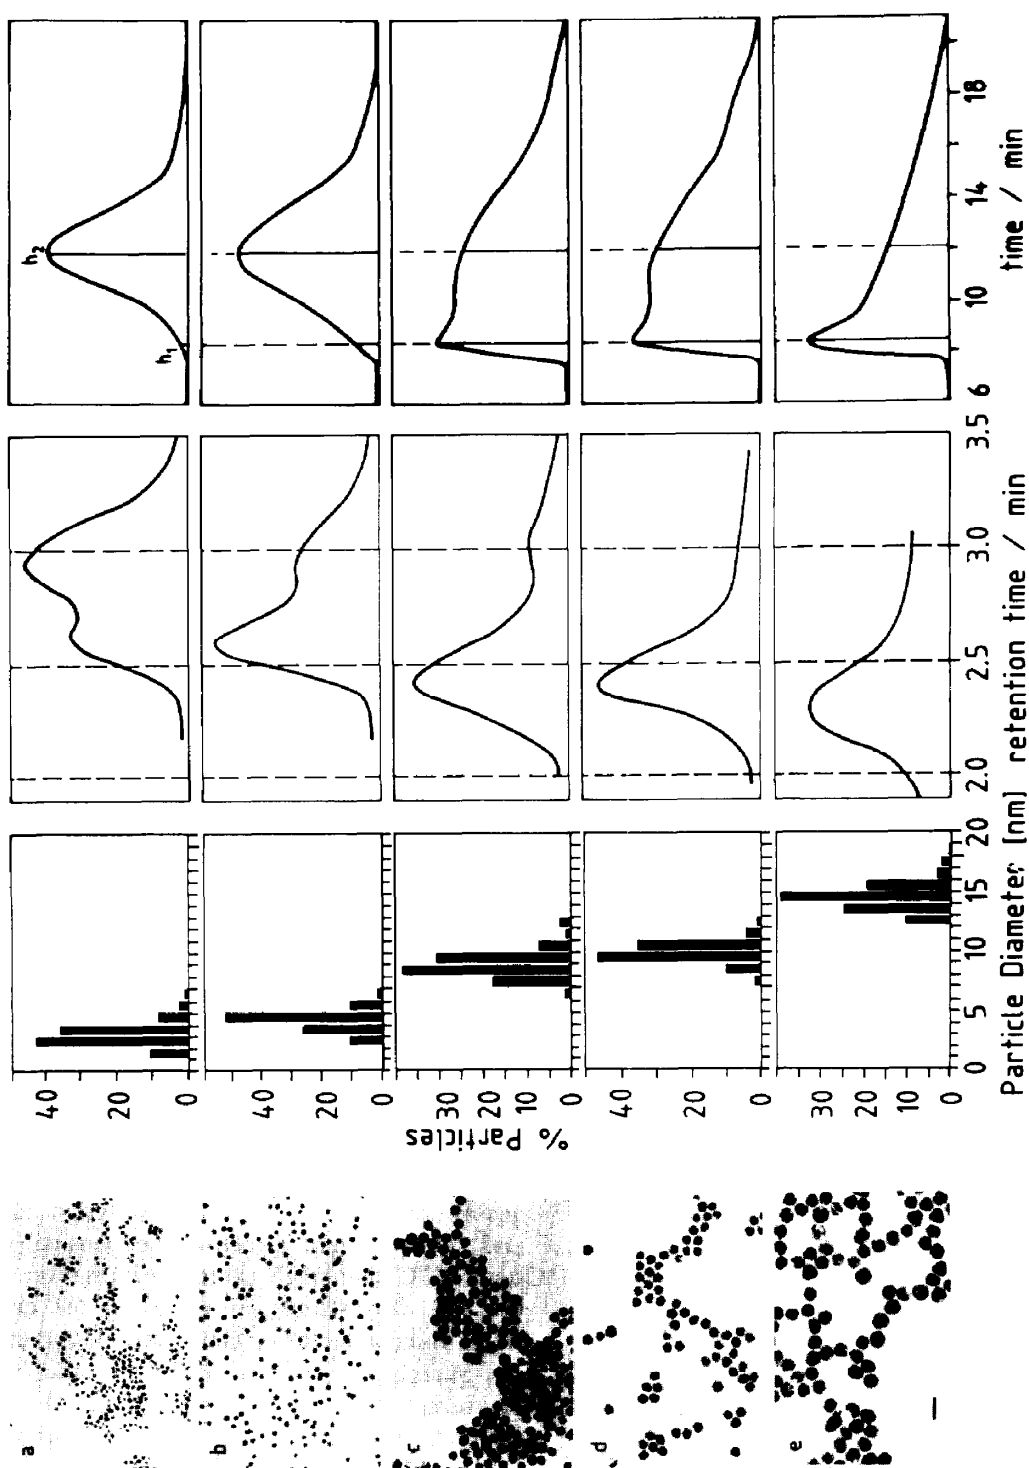 a
40
20
0
h₁
h₂
b
40
20
0
c
% Particles
30
20
10
0
d
40
20
0
e
30
20
10
0
0 5 10 15 20
2.0 2.5 3.0 3.5
6 10 14 18
Particle Diameter [nm] retention time / min time / min